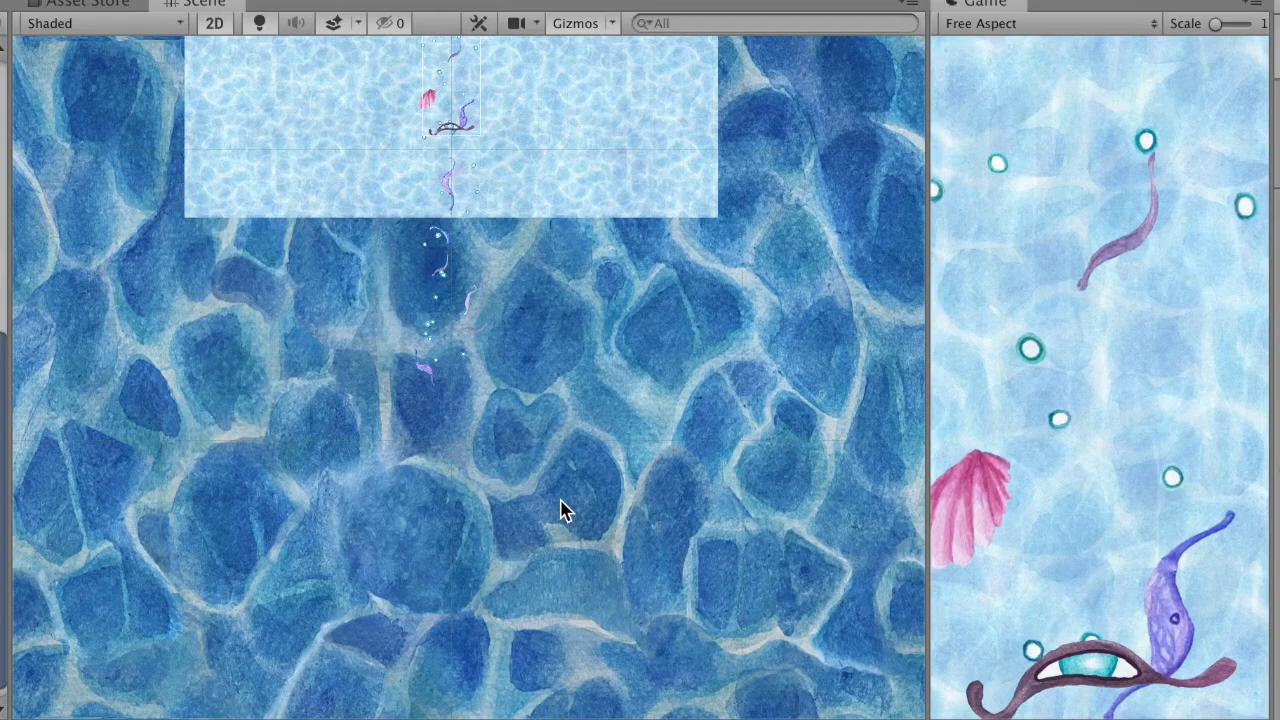 Asset Store
Scene
Game
Shaded
2D
0
Gizmos
All
Free Aspect
Scale
1